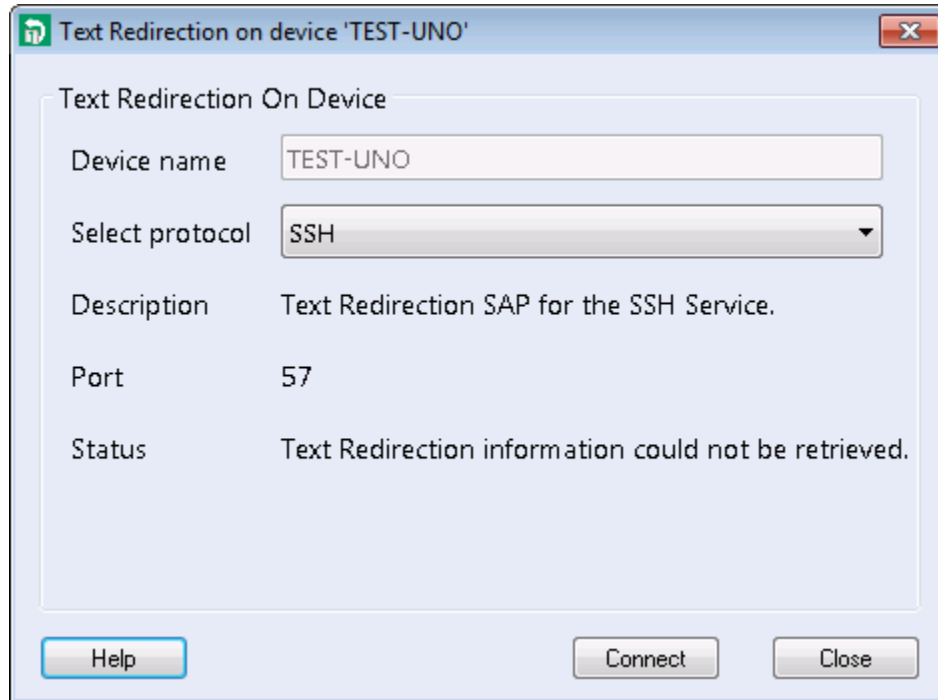 Text Redirection on device 'TEST-UNO'
Text Redirection On Device
Device name TEST-UNO
Select protocol SSH
Description Text Redirection SAP for the SSH Service.
Port 57
Status Text Redirection information could not be retrieved.
Help Connect Close